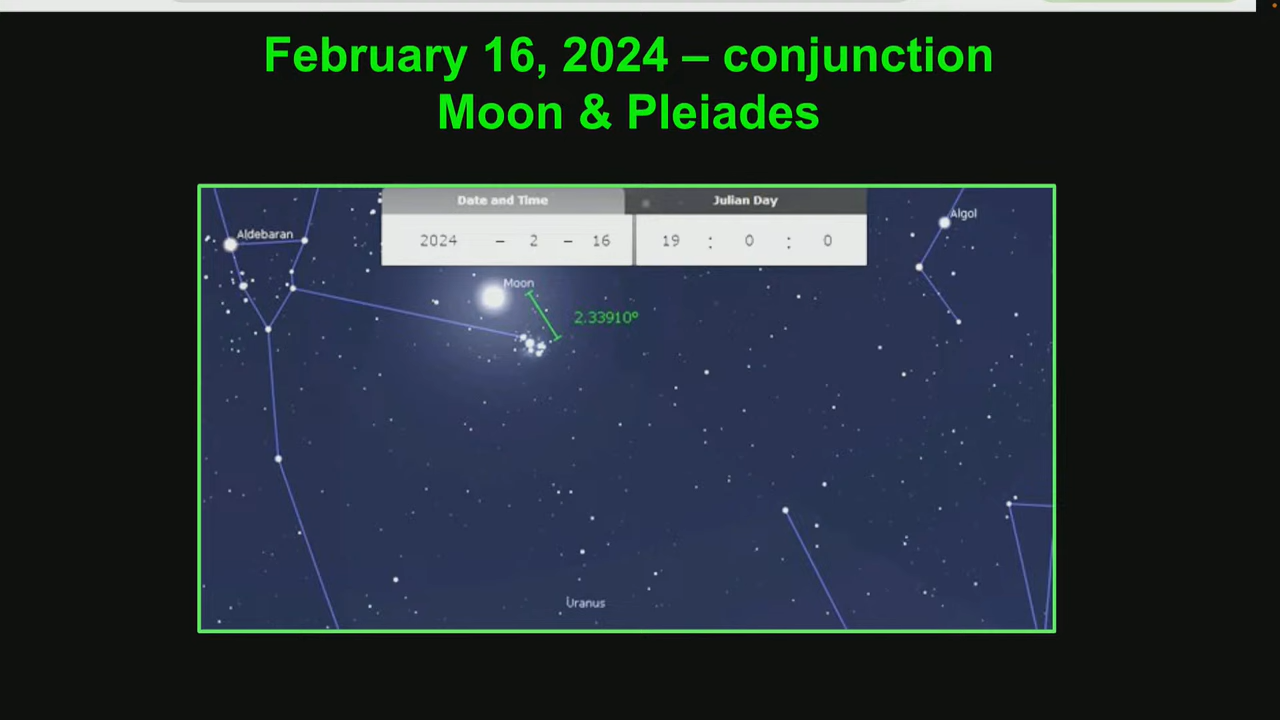 February 16, 2024 – conjunction
Moon & Pleiades
Date and Time Julian Day
2024 – 2 – 16 19 : 0 : 0
Algol
Aldebaran
Moon
2.33910°
Uranus